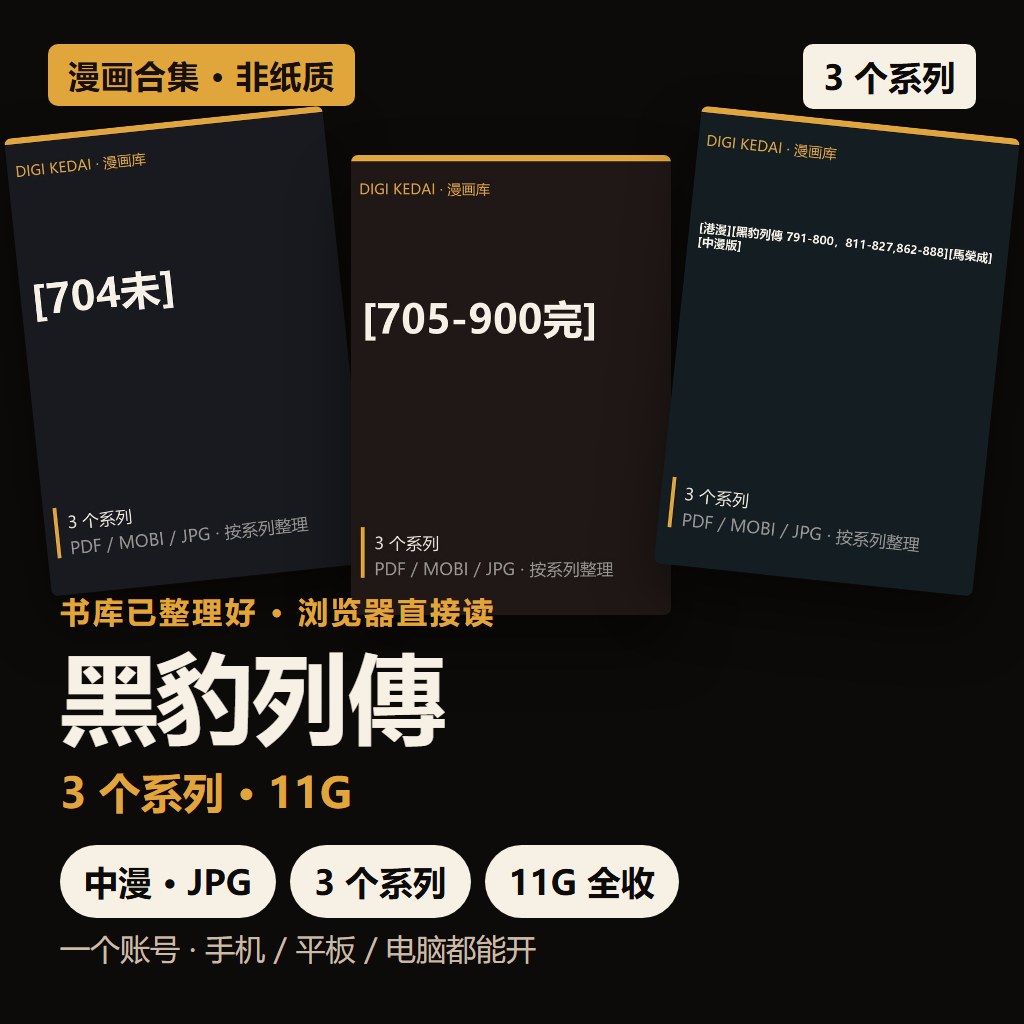 漫画合集 • 非纸质
3 个系列
DIGI KEDAI · 漫画库
[704未]
3 个系列
PDF / MOBI / JPG · 按系列整理
DIGI KEDAI · 漫画库
[705-900完]
3 个系列
PDF / MOBI / JPG · 按系列整理
DIGI KEDAI · 漫画库
[港漫][黑豹列傳 791-800，811-827,862-888][馬榮成]
[中漫版]
3 个系列
PDF / MOBI / JPG · 按系列整理
书库已整理好 • 浏览器直接读
黑豹列傳
3 个系列 • 11G
中漫 • JPG
3 个系列
11G 全收
一个账号 · 手机 / 平板 / 电脑都能开